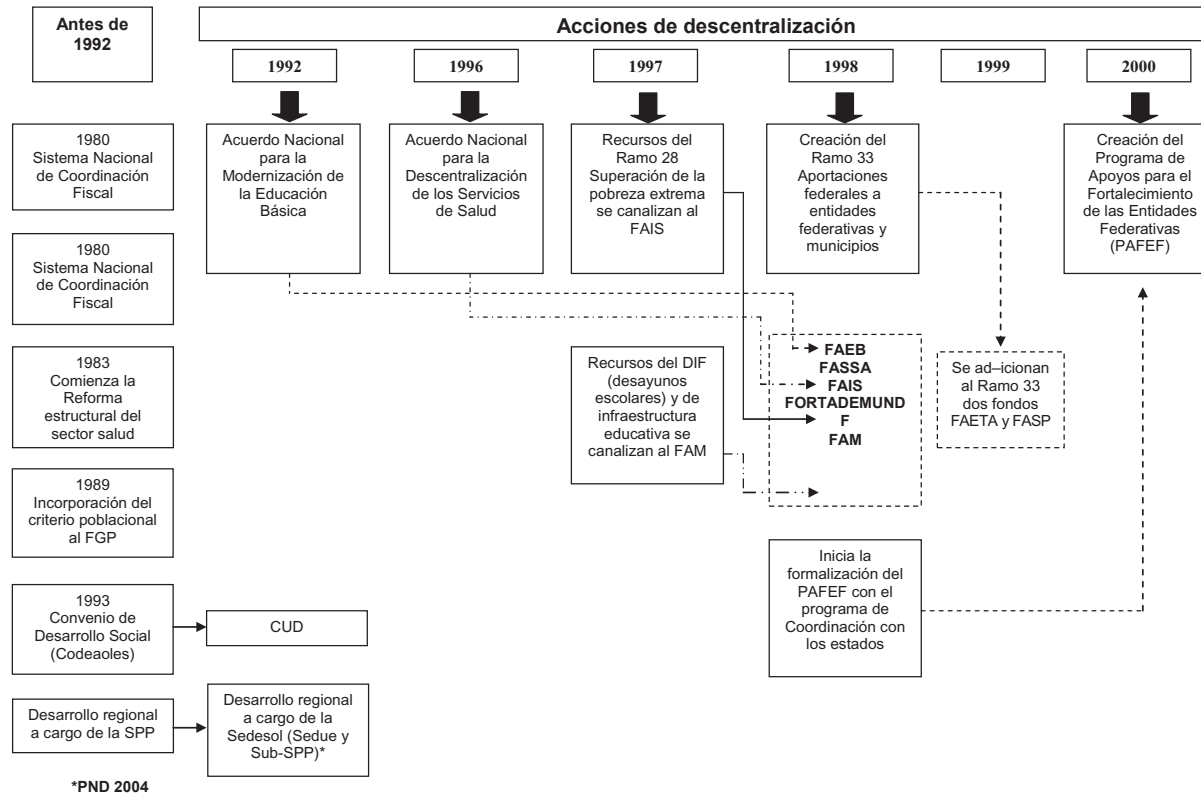 Antes de
1992
Acciones de descentralización
1992
1996
1997
1998
1999
2000
1980
Sistema Nacional
de Coordinación
Fiscal
Acuerdo Nacional
para la
Modernización de
la Educación
Básica
Acuerdo Nacional
para la
Descentralización
de los Servicios
de Salud
Recursos del
Ramo 28
Superación de la
pobreza extrema
se canalizan al
FAIS
Creación del
Ramo 33
Aportaciones
federales a
entidades
federativas y
municipios
Creación del
Programa de
Apoyos para el
Fortalecimiento
de las Entidades
Federativas
(PAFEF)
1980
Sistema Nacional
de Coordinación
Fiscal
1983
Comienza la
Reforma
estructural del
sector salud
Recursos del DIF
(desayunos
escolares) y de
infraestructura
educativa se
canalizan al FAM
FAEB
FASSA
FAIS
FORTADEMUND
F
FAM
Se ad–icionan
al Ramo 33
dos fondos
FAETA y FASP
1989
Incorporación del
criterio poblacional
al FGP
Inicia la
formalización del
PAFEF con el
programa de
Coordinación con
los estados
1993
Convenio de
Desarrollo Social
(Codeaoles)
CUD
Desarrollo regional
a cargo de la SPP
Desarrollo regional
a cargo de la
Sedesol (Sedue y
Sub-SPP)*
*PND 2004